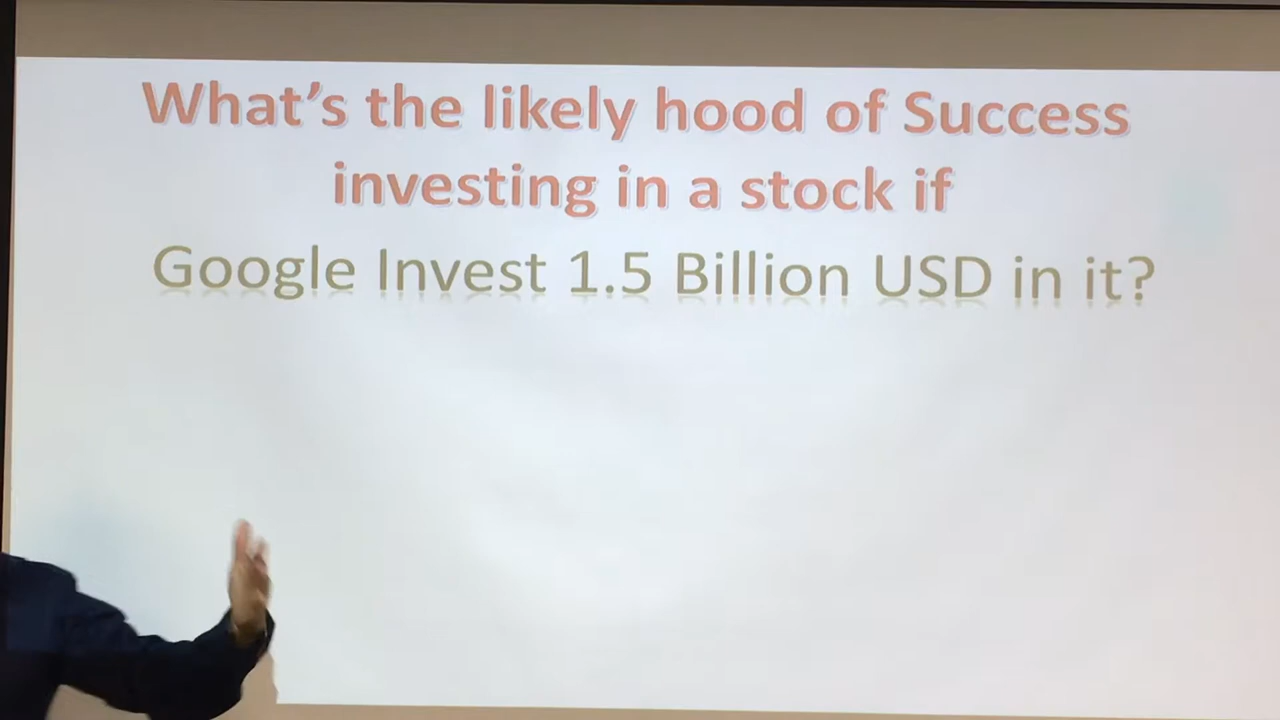 What's the likely hood of Success
investing in a stock if
Google Invest 1.5 Billion USD in it?